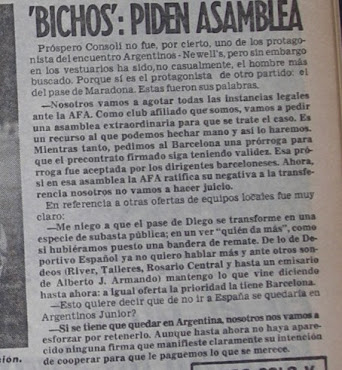 'BICHOS': PIDEN ASAMBLEA
Próspero Consoli no fue, por cierto, uno de los protago-
nista del encuentro Argentinos-Newell's, pero sin embargo
en los vestuarios ha sido, no casualmente, el hombre más
buscado. Porque sí es el protagonista de otro partido: el
del pase de Maradona. Estas fueron sus palabras.
—Nosotros vamos a agotar todas las instancias legales
ante la AFA. Como club afiliado que somos, vamos a pedir
una asamblea extraordinaria para que se trate el caso. Es
un recurso al que podemos hechar mano y así lo haremos.
Mientras tanto, pedimos al Barcelona una prórroga para
que el precontrato firmado siga teniendo validez. Esa pró-
rroga fue aceptada por los dirigentes barceloneses. Ahora,
si en esa asamblea la AFA ratifica su negativa a la transfe-
rencia nosotros no vamos a hacer juicio.
En referencia a otras ofertas de equipos locales fue muy
claro:
—Me niego a que el pase de Diego se transforme en una
especie de subasta pública; en un ver "quién da más", como
si hubiéramos puesto una bandera de remate. De lo de De-
portivo Español ya no quiero hablar más y ante otros son-
deos (River, Talleres, Rosario Central y hasta un emisario
de Alberto J. Armando) mantengo lo que vine diciendo
hasta ahora: a igual oferta la prioridad la tiene Barcelona.
—Esto quiere decir que de no ir a España se quedaría en
Argentinos Junior?
—Si se tiene que quedar en Argentina, nosotros nos vamos a
esforzar por retenerlo. Aunque hasta ahora no haya apare-
cido ninguna firma que manifieste claramente su intención
de cooperar para que le paguemos lo que se merece.
ción.